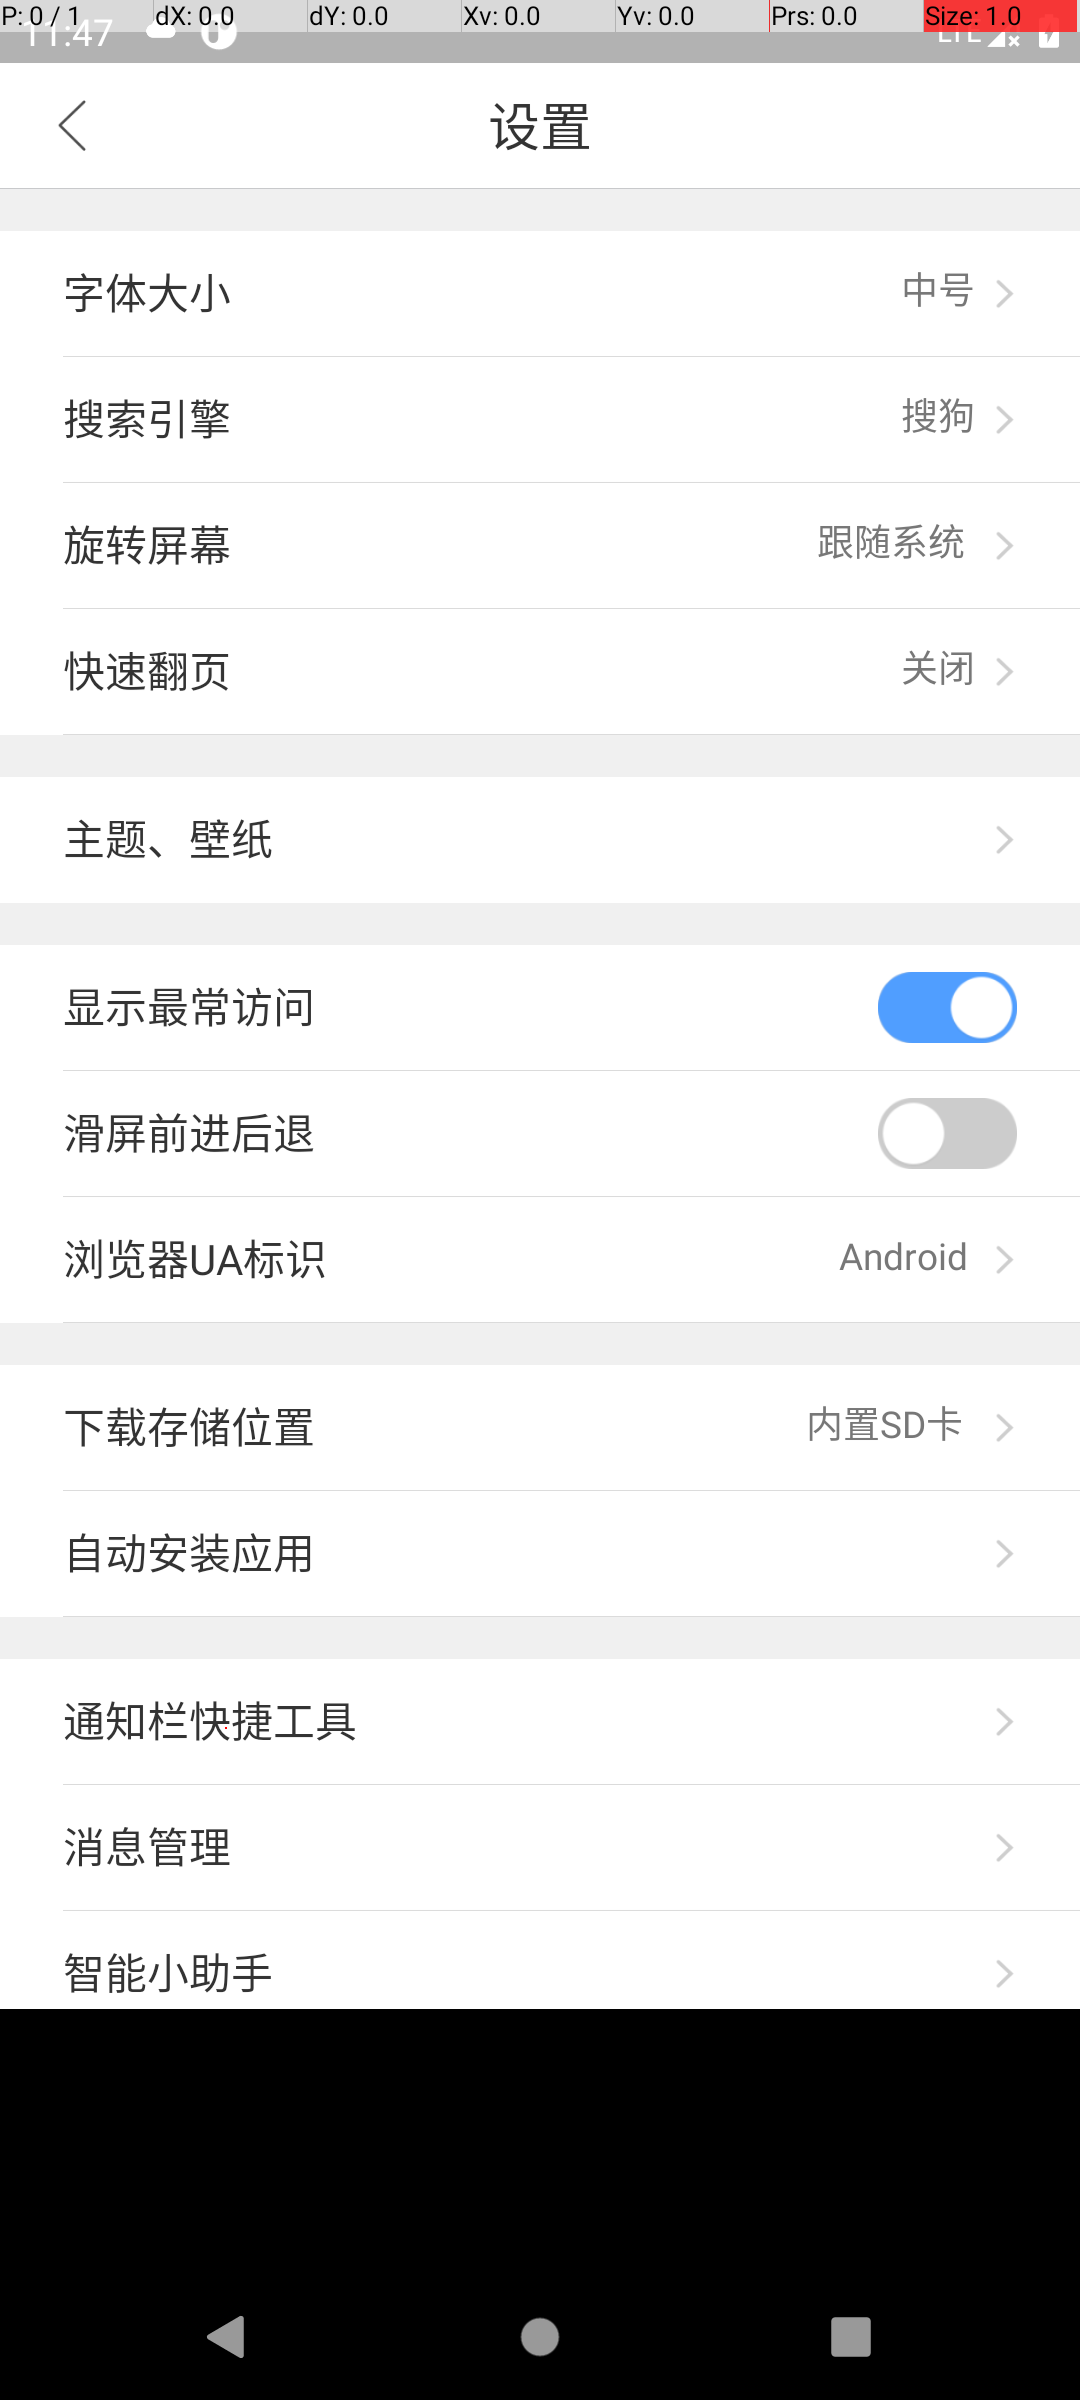 P: 0 / 1 dX: 0.0 dY: 0.0 Xv: 0.0 Yv: 0.0 Prs: 0.0 Size: 1.0
11:47 LTE
设置
字体大小 中号
搜索引擎 搜狗
旋转屏幕 跟随系统
快速翻页 关闭
主题、壁纸
显示最常访问
滑屏前进后退
浏览器UA标识 Android
下载存储位置 内置SD卡
自动安装应用
通知栏快捷工具
消息管理
智能小助手